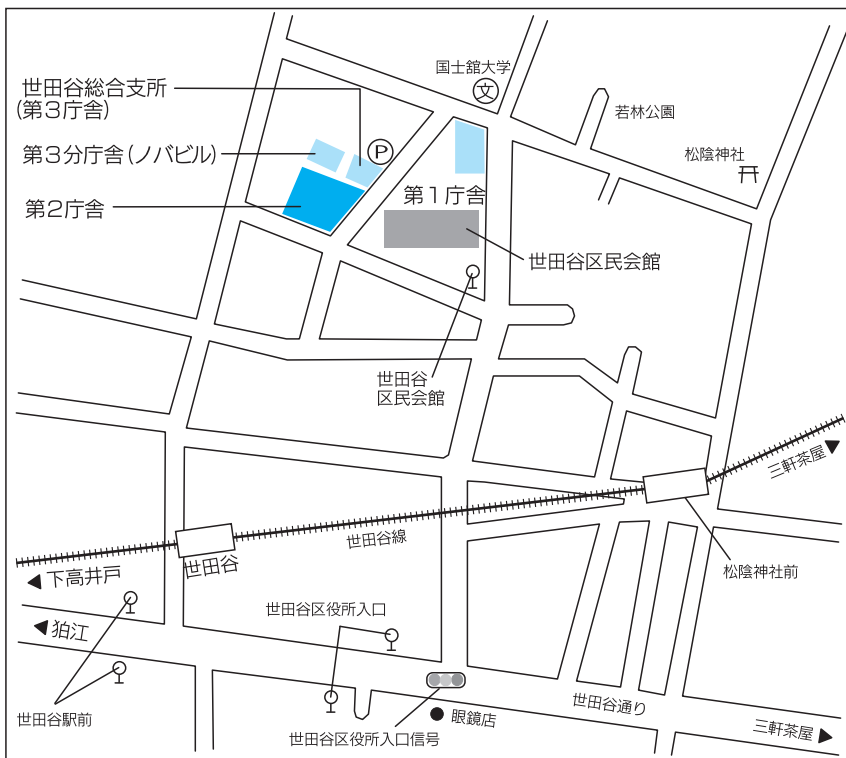 国士舘大学
文
世田谷総合支所
(第3庁舎)
若林公園
P
第3分庁舎(ノバビル)
松陰神社
第1庁舎
第2庁舎
世田谷区民会館
世田谷
区民会館
三軒茶屋
世田谷線
世田谷
下高井戸
松陰神社前
世田谷区役所入口
狛江
世田谷通り
世田谷駅前
眼鏡店
三軒茶屋
世田谷区役所入口信号